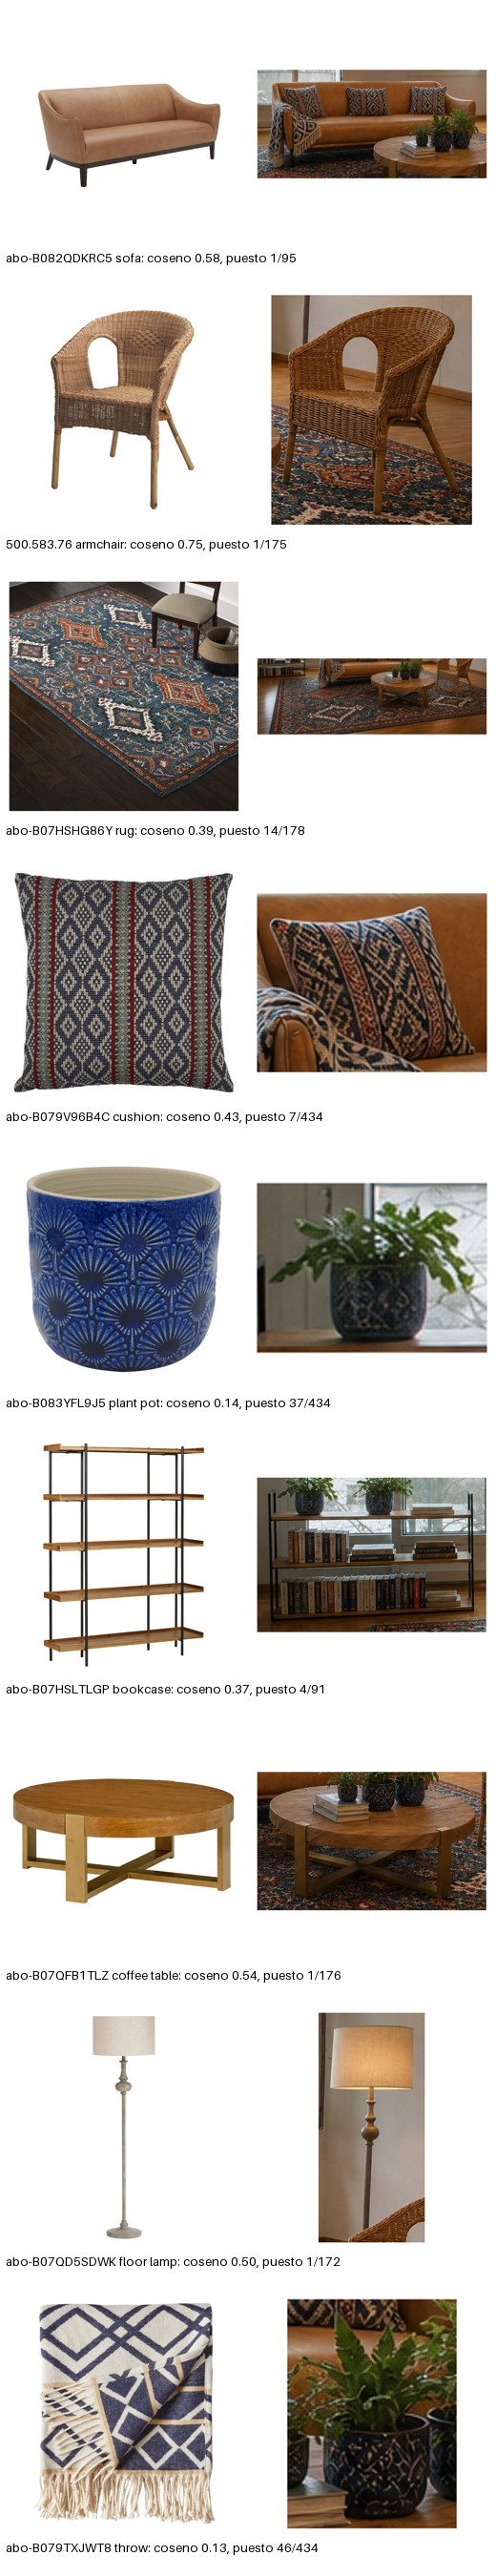 abo-B082QDKRC5 sofa: coseno 0.58, puesto 1/95
500.583.76 armchair: coseno 0.75, puesto 1/175
abo-B07HSHG86Y rug: coseno 0.39, puesto 14/178
abo-B079V96B4C cushion: coseno 0.43, puesto 7/434
abo-B083YFL9J5 plant pot: coseno 0.14, puesto 37/434
abo-B07HSLTLGP bookcase: coseno 0.37, puesto 4/91
abo-B07QFB1TLZ coffee table: coseno 0.54, puesto 1/176
abo-B07QD5SDWK floor lamp: coseno 0.50, puesto 1/172
abo-B079TXJWT8 throw: coseno 0.13, puesto 46/434